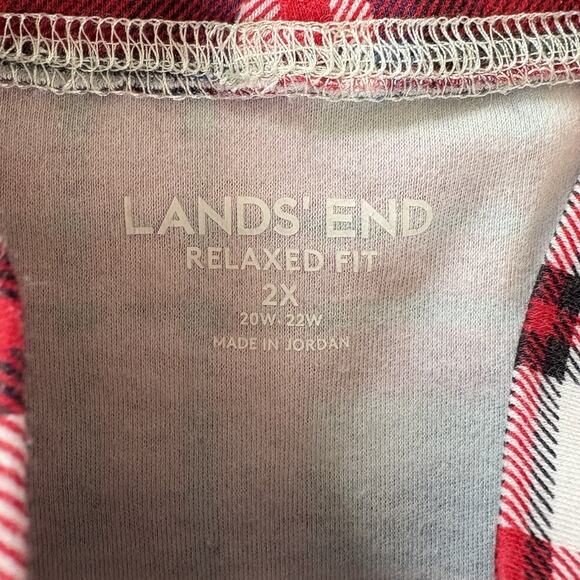 LANDS' END
RELAXED FIT
2X
20W-22W
MADE IN JORDAN